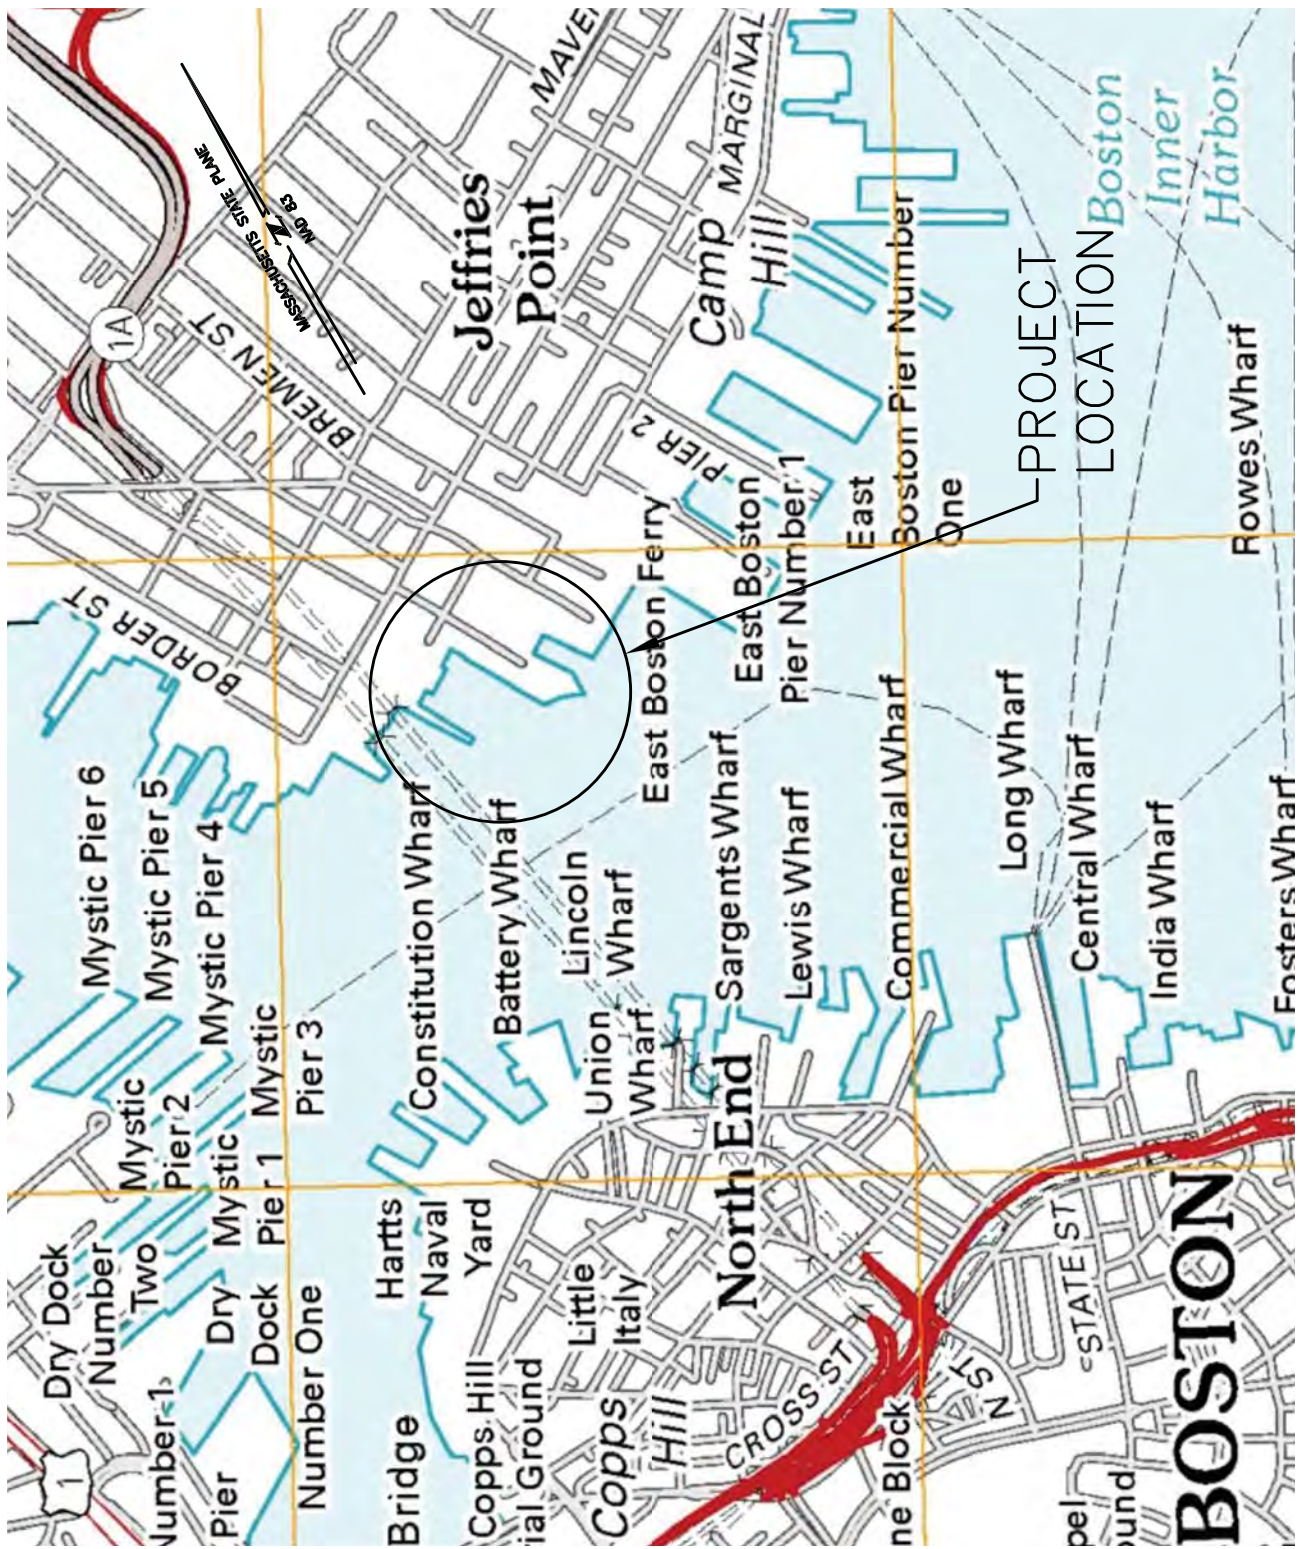 1A
MASSACHUSETTS STATE PLANE
NAD 83
N
MAVE
BREMEN ST
BORDER ST
Jeffries
Point
Camp
Hill
MARGINAL
PIER 2
Boston
Inner
Harbor
PROJECT
LOCATION
East Boston Ferry
East Boston
Pier Number 1
East
Boston Pier Number
One
Rowes Wharf
Mystic Pier 6
Mystic Pier 5
Mystic Pier 4
Mystic
Pier 3
Mystic
Pier 2
Mystic
Pier 1
Constitution Wharf
Battery Wharf
Lincoln
Wharf
Union
Wharf
Sargents Wharf
Lewis Wharf
Commercial Wharf
Long Wharf
Central Wharf
India Wharf
Fosters Wharf
Dry Dock
Number
Two
Dry
Dock
Number One
Harts
Naval
Yard
Little
Italy
North End
Number 1
Pier
1
Bridge
Copps Hill
ial Ground
Copps
Hill
CROSS ST
STATE ST
N ST
ne Block
pel
ound
BOSTON